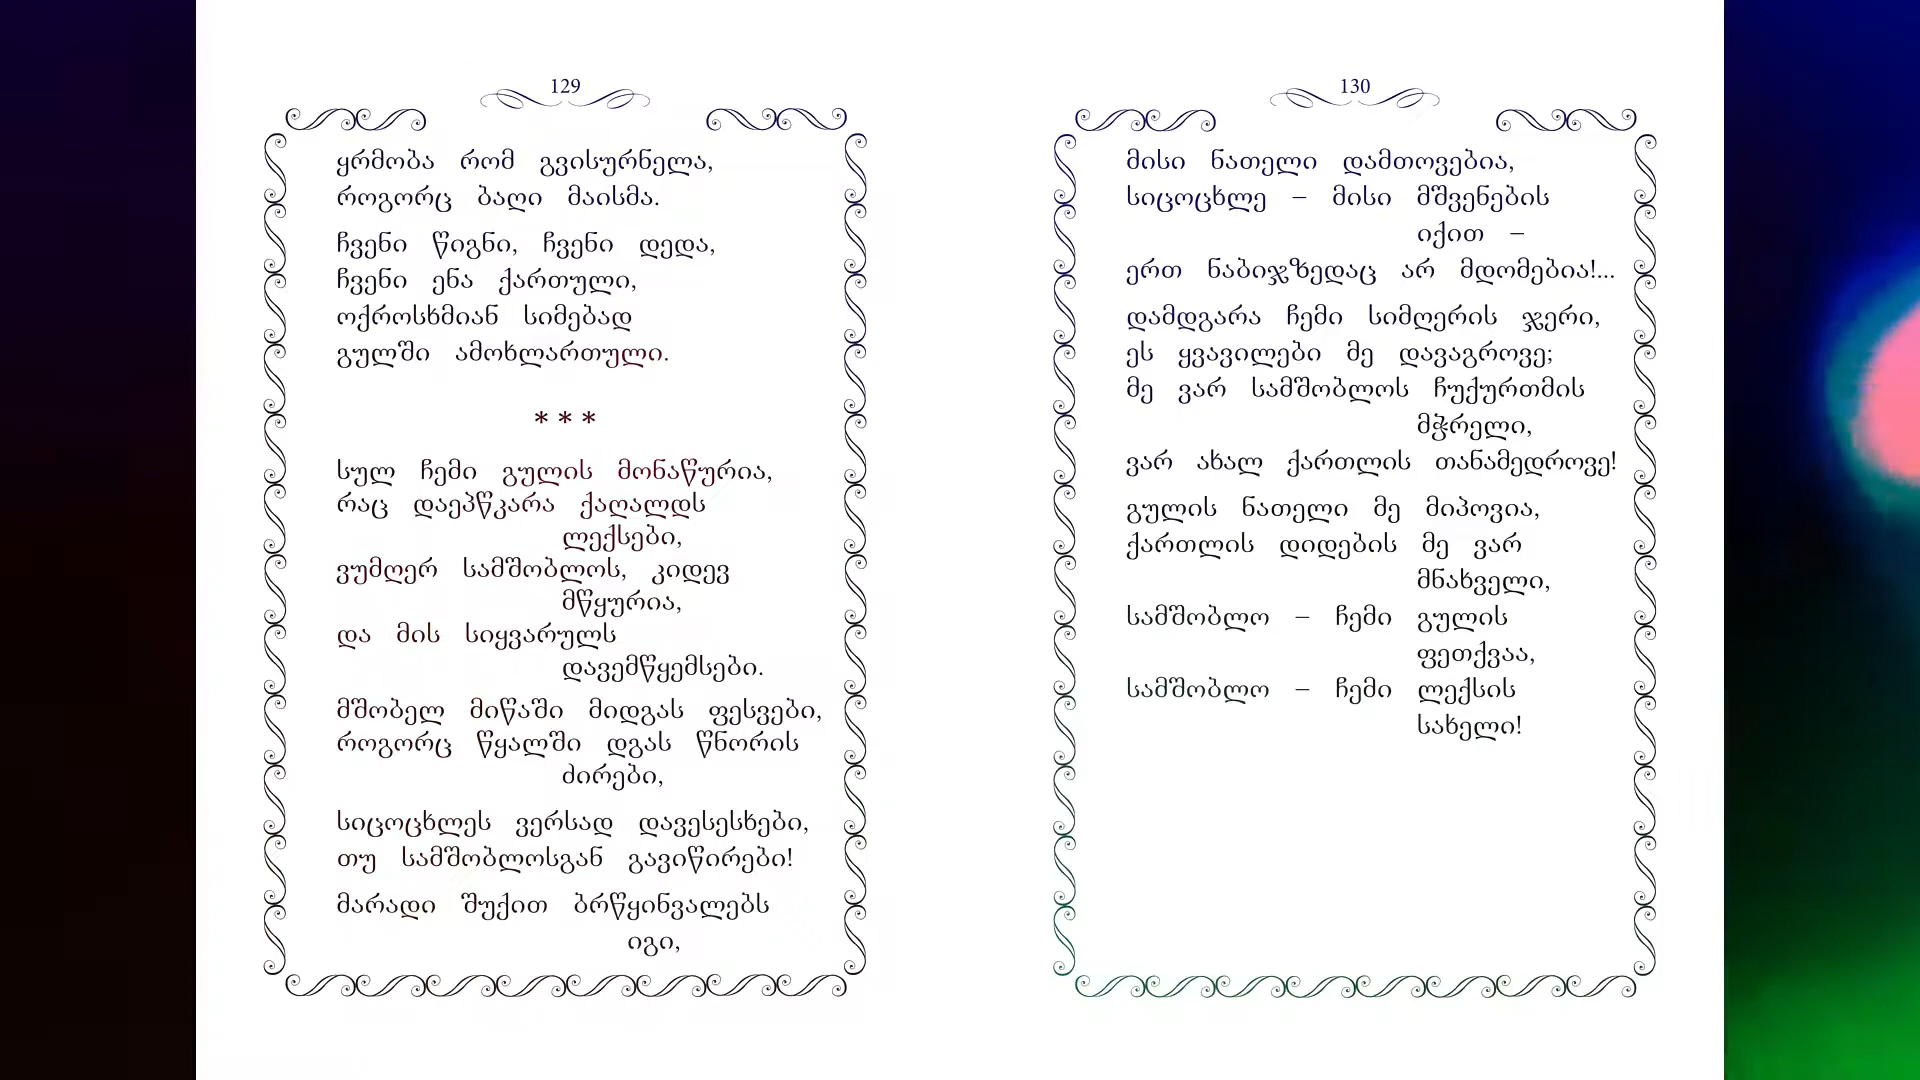 129
ყრმობა რომ გვისურნელა,
როგორც ბაღი მაისმა.
ჩვენი წიგნი, ჩვენი დედა,
ჩვენი ენა ქართული,
ოქროსხმიან სიმებად
გულში ამოხლართული.
* * *
სულ ჩემი გულის მონაწურია,
რაც დაეპწკარა ქაღალდს
ლექსები,
ვუმღერ სამშობლოს, კიდევ
მწყურია,
და მის სიყვარულს
დავემწყემსები.
მშობელ მიწაში მიდგას ფესვები,
როგორც წყალში დგას წნორის
ძირები,
სიცოცხლეს ვერსად დავესესხები,
თუ სამშობლოსგან გავიწირები!
მარადი შუქით ბრწყინვალებს
იგი,
130
მისი ნათელი დამთოვებია,
სიცოცხლე – მისი მშვენების
იქით –
ერთ ნაბიჯზედაც არ მდომებია!...
დამდგარა ჩემი სიმღერის ჯერი,
ეს ყვავილები მე დავაგროვე;
მე ვარ სამშობლოს ჩუქურთმის
მჭრელი,
ვარ ახალ ქართლის თანამედროვე!
გულის ნათელი მე მიპოვია,
ქართლის დიდების მე ვარ
მნახველი,
სამშობლო – ჩემი გულის
ფეთქვაა,
სამშობლო – ჩემი ლექსის
სახელი!